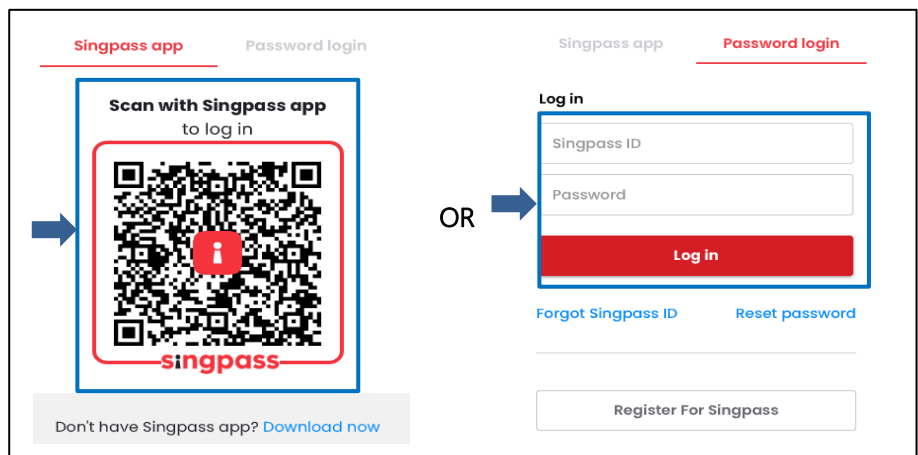 Singpass app Password login
Scan with Singpass app
to log in
singpass
Don't have Singpass app? Download now
OR
Singpass app Password login
Log in
Singpass ID
Password
Log in
Forgot Singpass ID Reset password
Register For Singpass